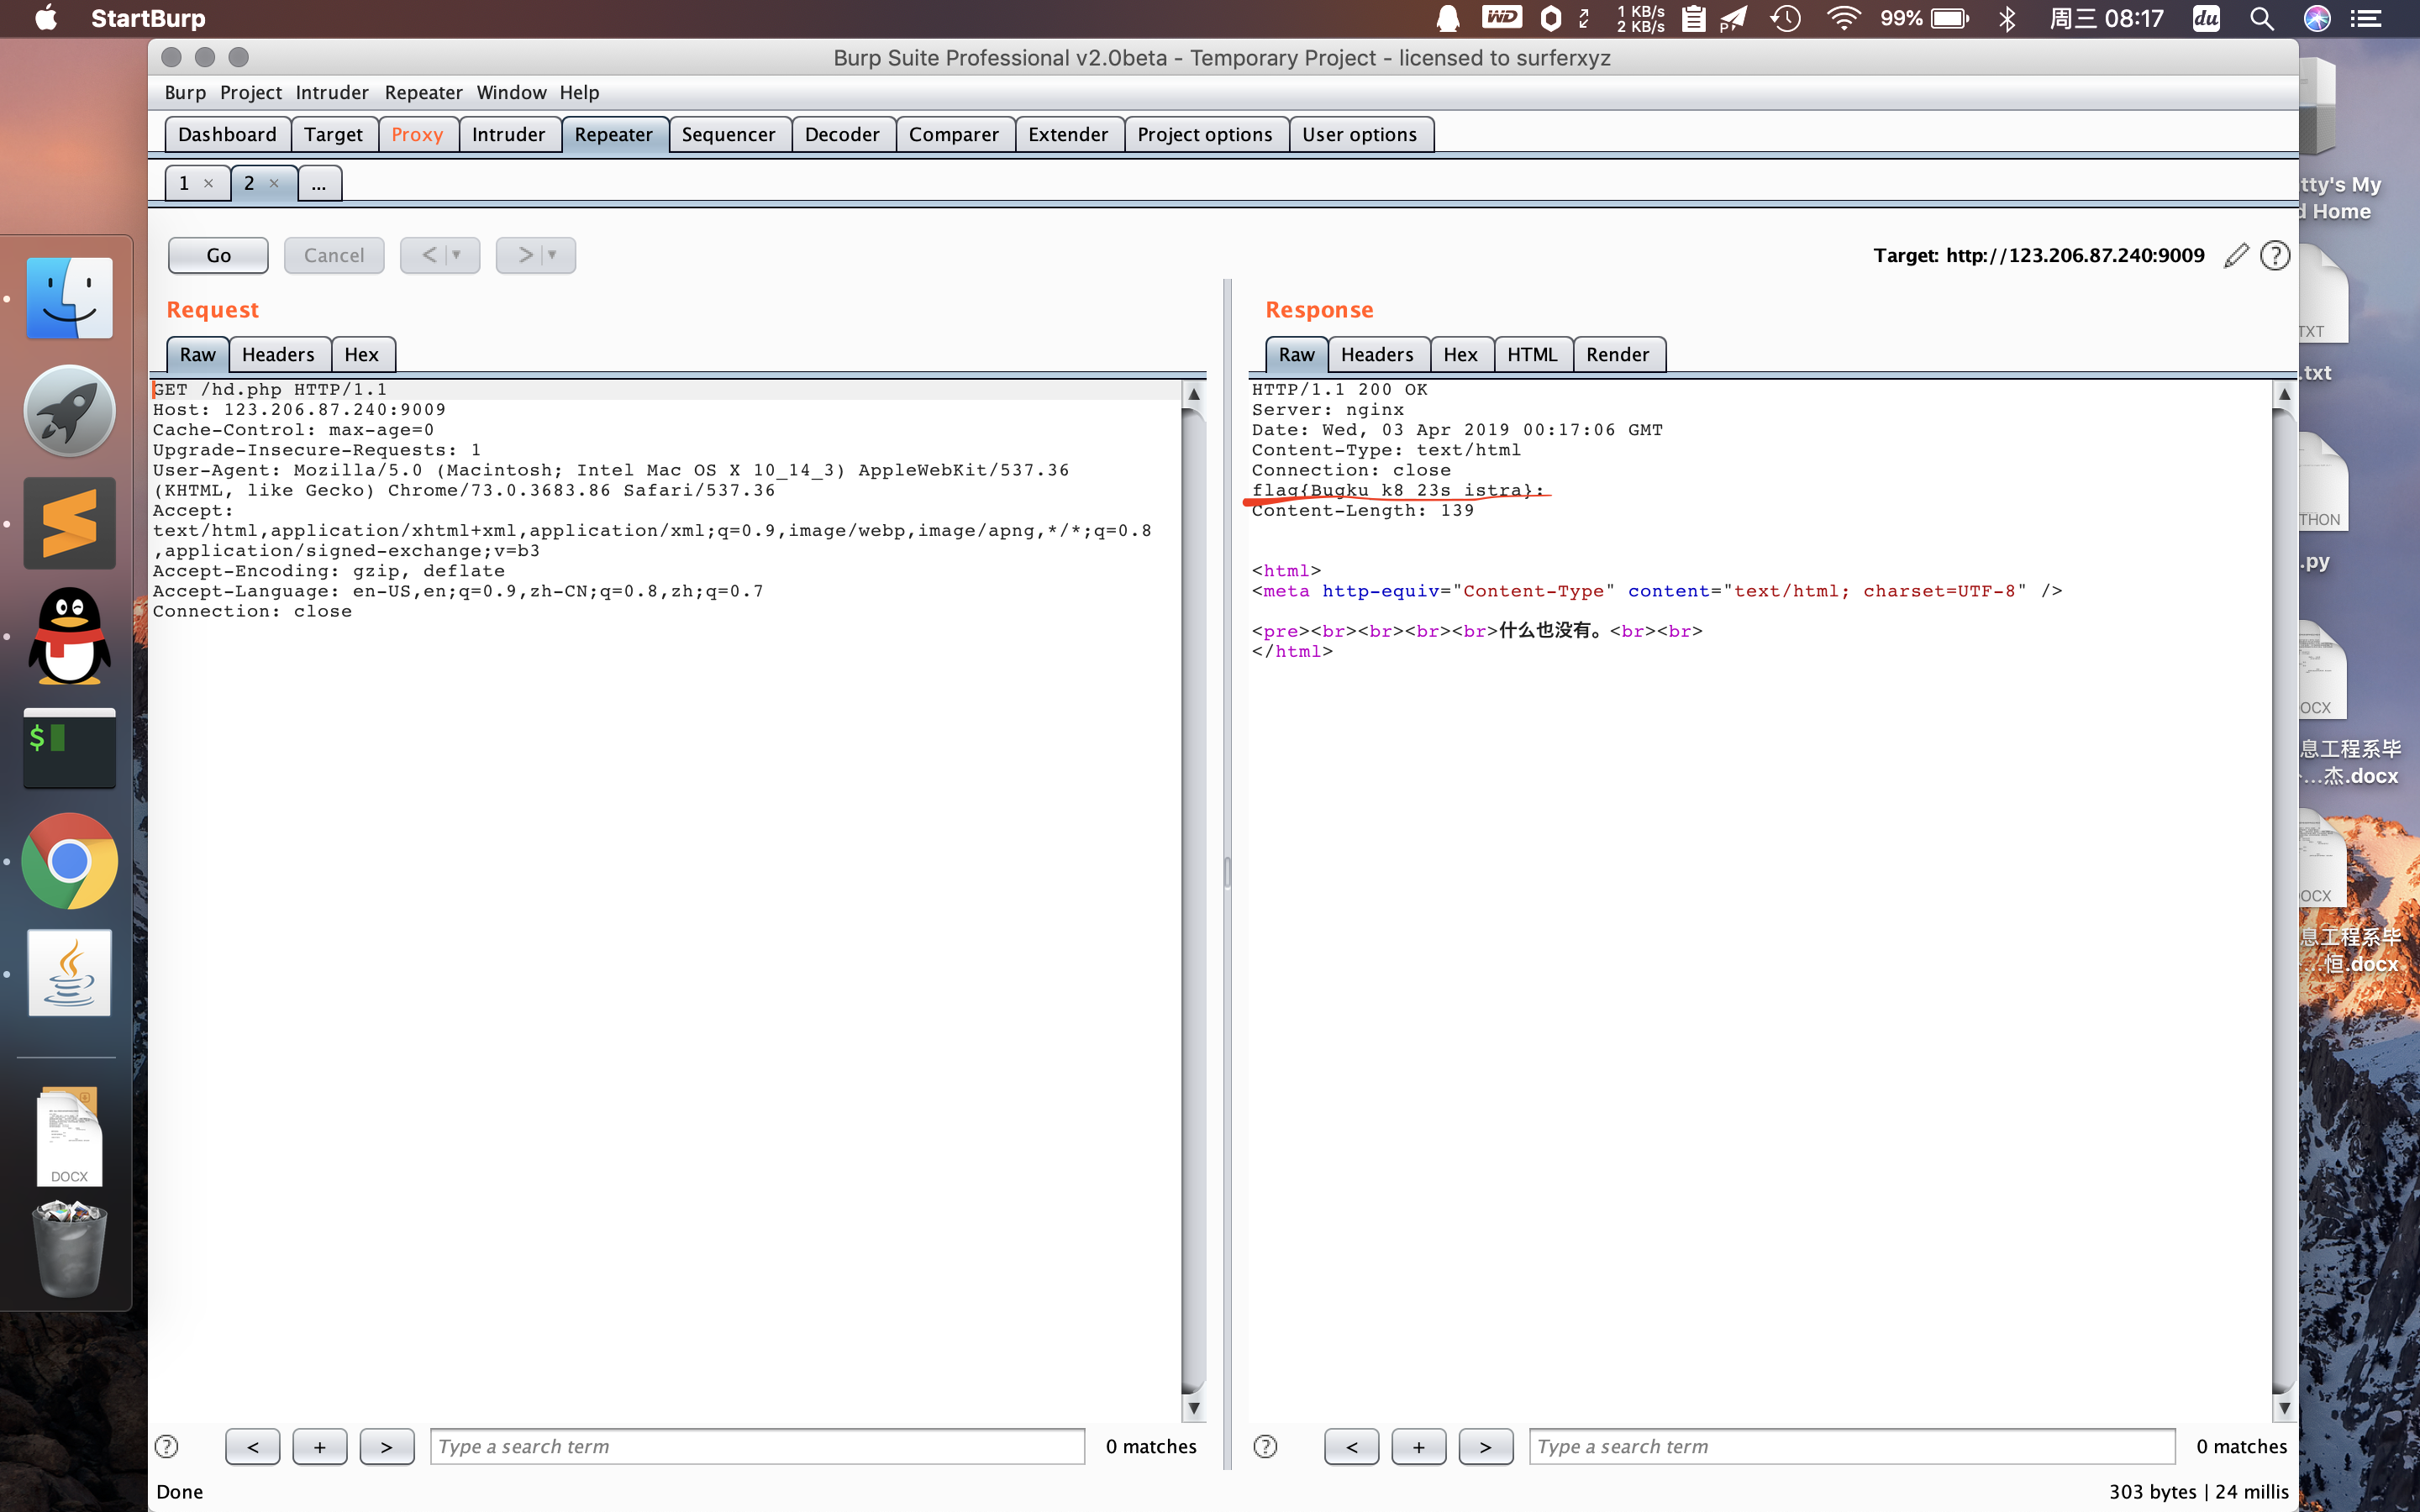 StartBurp
WD
1 KB/s
2 KB/s
99%
周三 08:17
du
Burp Suite Professional v2.0beta - Temporary Project - licensed to surferxyz
Burp Project Intruder Repeater Window Help
Dashboard Target Proxy Intruder Repeater Sequencer Decoder Comparer Extender Project options User options
1 × 2 × ...
Go Cancel < > Target: http://123.206.87.240:9009 ?
Request
Raw Headers Hex
GET /hd.php HTTP/1.1
Host: 123.206.87.240:9009
Cache-Control: max-age=0
Upgrade-Insecure-Requests: 1
User-Agent: Mozilla/5.0 (Macintosh; Intel Mac OS X 10_14_3) AppleWebKit/537.36
(KHTML, like Gecko) Chrome/73.0.3683.86 Safari/537.36
Accept:
text/html,application/xhtml+xml,application/xml;q=0.9,image/webp,image/apng,*/*;q=0.8
,application/signed-exchange;v=b3
Accept-Encoding: gzip, deflate
Accept-Language: en-US,en;q=0.9,zh-CN;q=0.8,zh;q=0.7
Connection: close
? < + > Type a search term 0 matches
Done
Response
Raw Headers Hex HTML Render
HTTP/1.1 200 OK
Server: nginx
Date: Wed, 03 Apr 2019 00:17:06 GMT
Content-Type: text/html
Connection: close
flag{Bugku k8 23s istra}:
Content-Length: 139
<html>
<meta http-equiv="Content-Type" content="text/html; charset=UTF-8" />
<pre><br><br><br><br>什么也没有。<br><br>
</html>
? < + > Type a search term 0 matches
303 bytes | 24 millis
tty's My
d Home
TXT
.txt
THON
.py
OCX
息工程系毕
…杰.docx
OCX
息工程系毕
…恒.docx
$
DOCX